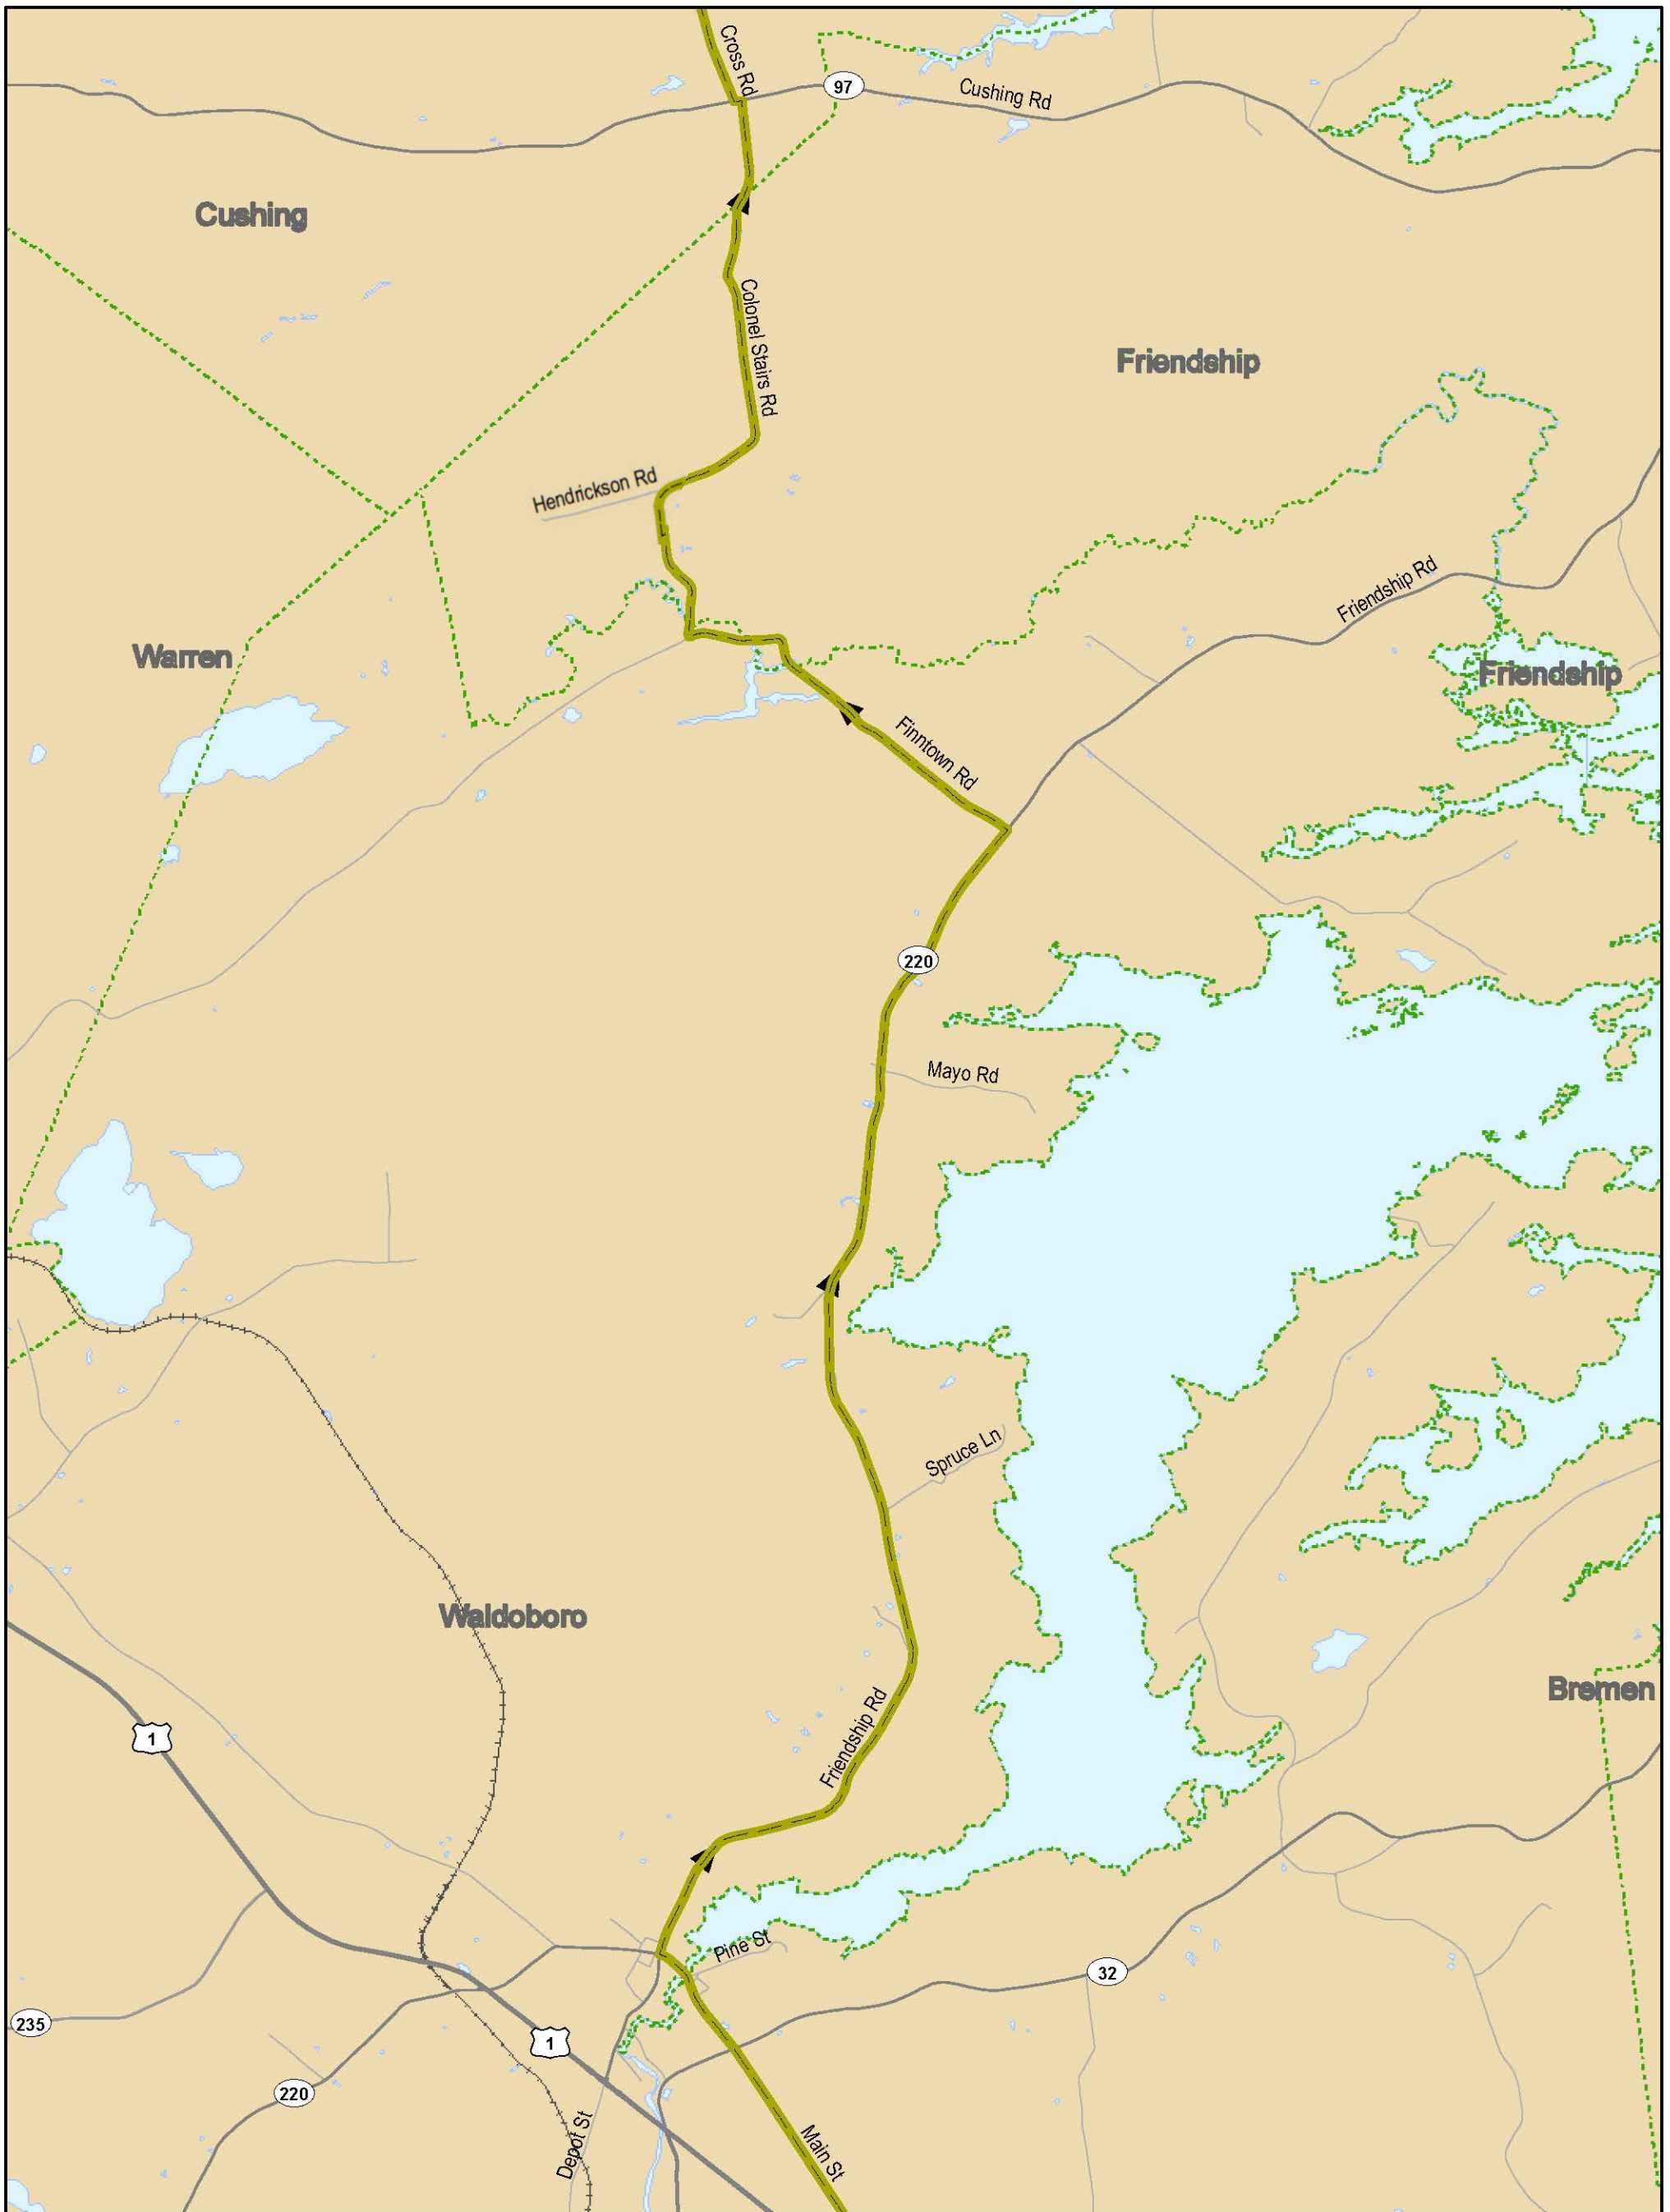 Cross Rd
97
Cushing Rd
Cushing
Colonel Stairs Rd
Friendship
Hendrickson Rd
Friendship Rd
Warren
Friendship
Finntown Rd
220
Mayo Rd
Spruce Ln
Waldoboro
Bremen
Friendship Rd
1
Pine St
32
235
1
220
Depot St
Main St